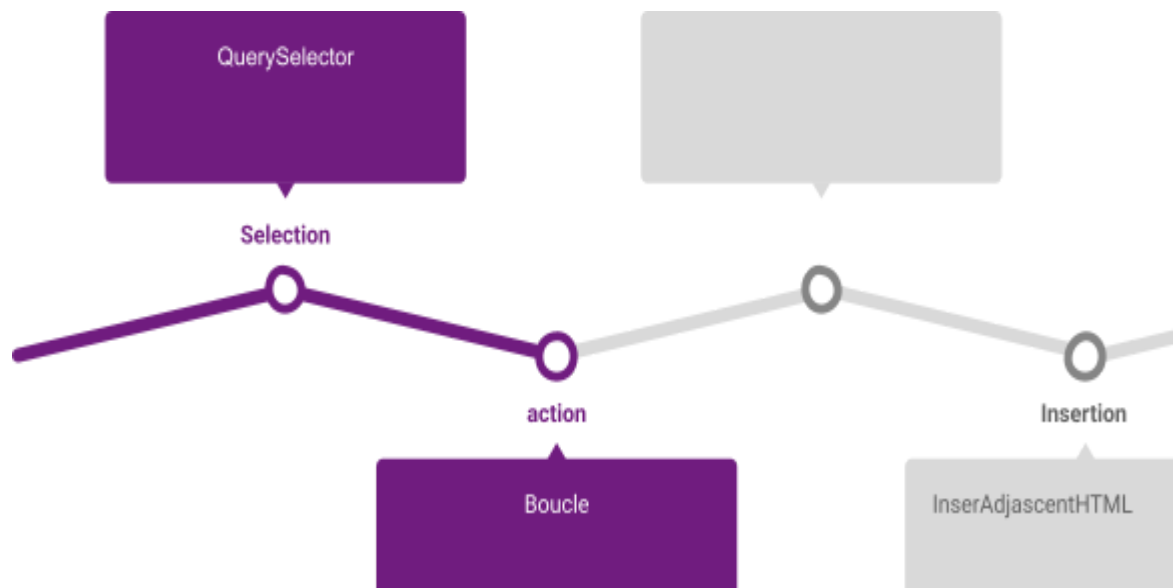 QuerySelector
Selection
action
Insertion
Boucle
InserAdjascentHTML